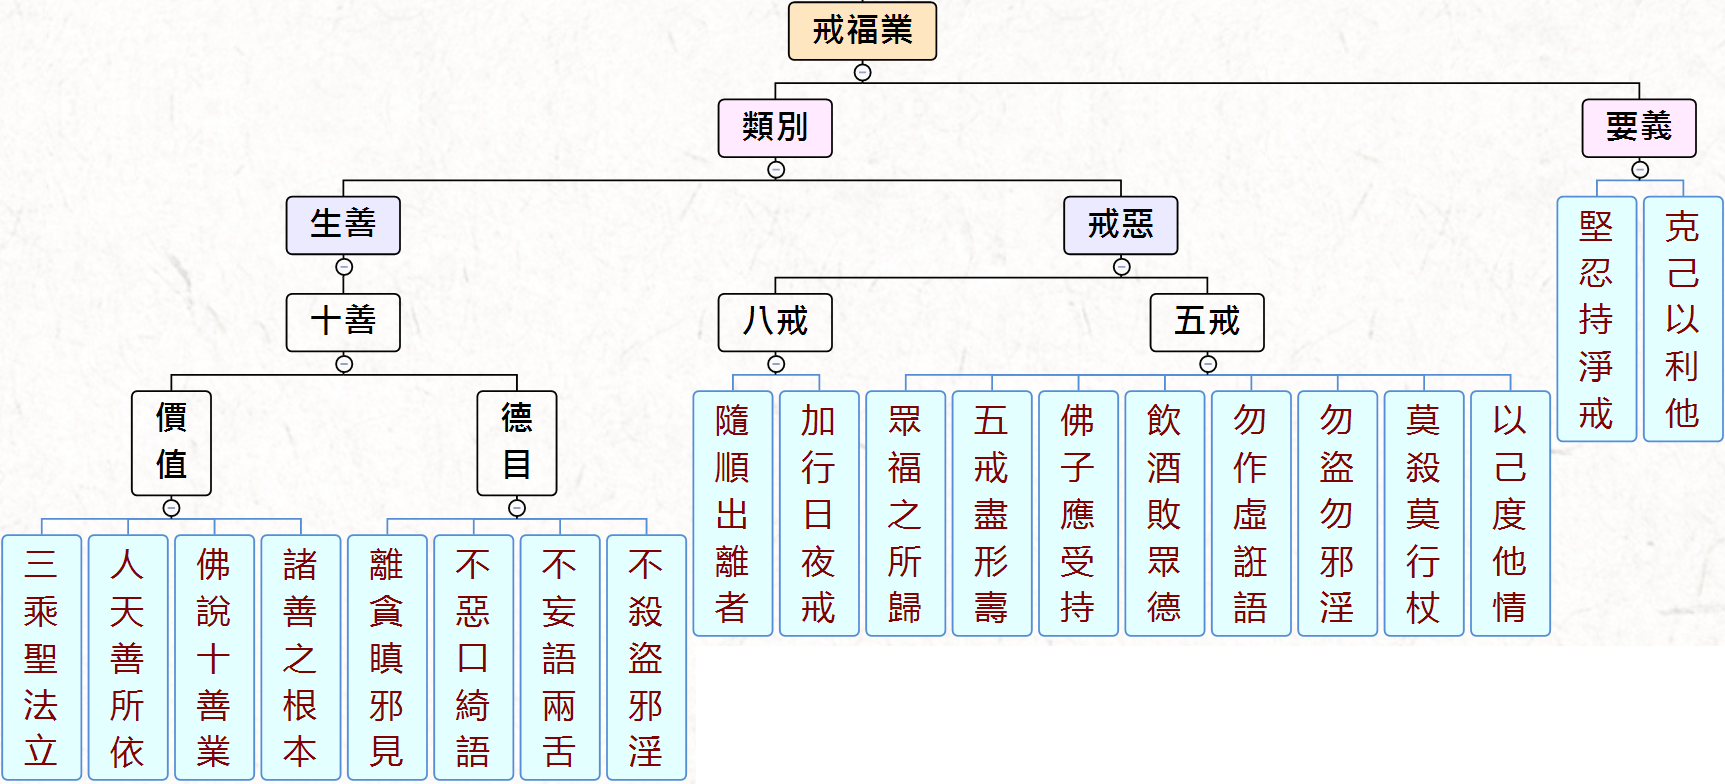 戒福業
要義
克己以利他
堅忍持淨戒
類別
戒惡
五戒
以己度他情
莫殺莫行杖
勿盜勿邪淫
勿作虛誑語
飲酒敗眾德
佛子應受持
五戒盡形壽
眾福之所歸
八戒
加行日夜戒
隨順出離者
生善
十善
德目
不殺盜邪淫
不妄語兩舌
不惡口綺語
離貪瞋邪見
價值
諸善之根本
佛說十善業
人天善所依
三乘聖法立